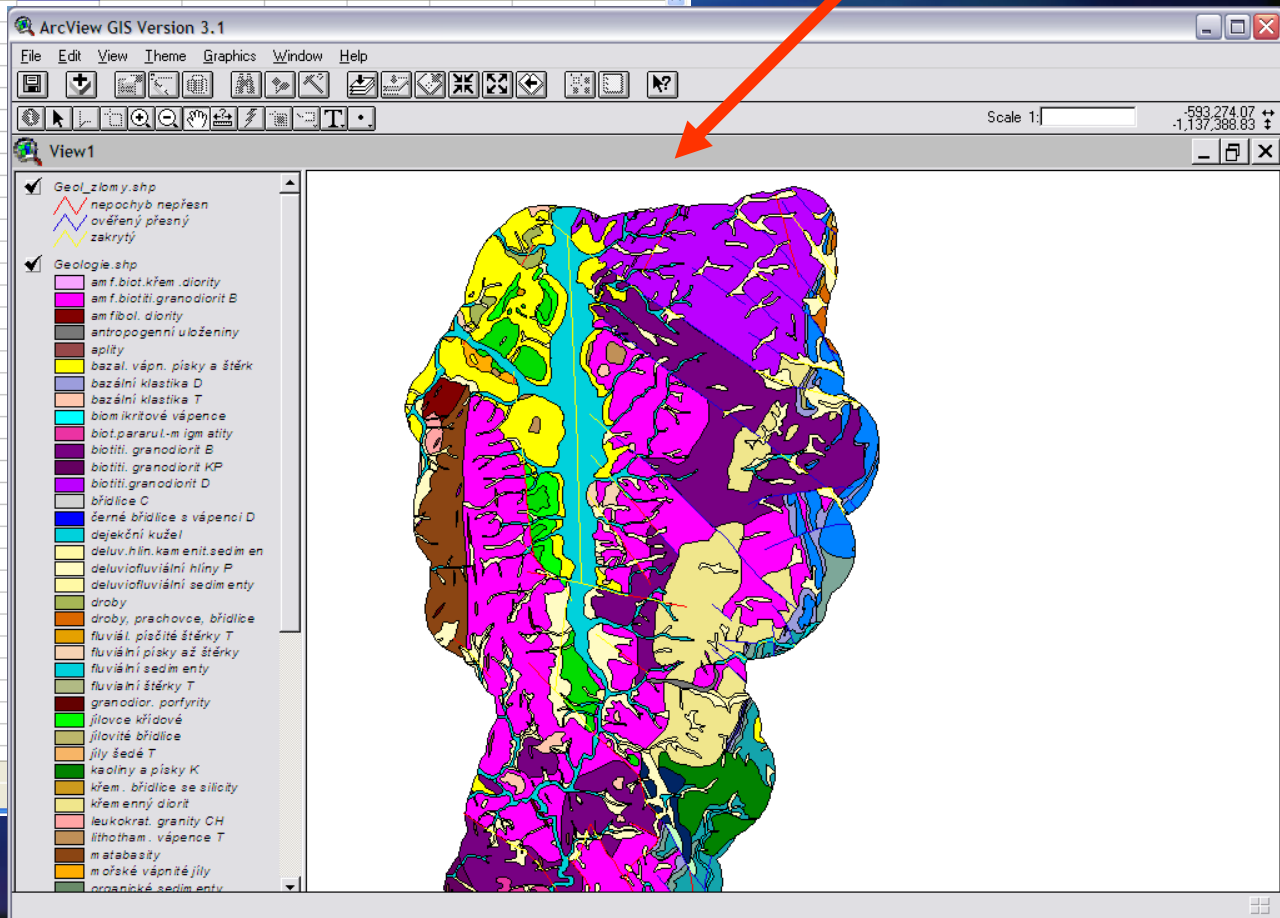 ArcView GIS Version 3.1
File Edit View Theme Graphics Window Help
Scale 1:
-593,274.07
-1,137,388.83
View1
Geol_zlomy.shp
nepochyb nepřesn
ověřený přesný
zakrytý
Geologie.shp
amf.biot.křem.diority
amf.biotiti.granodiorit B
amfibol. diority
antropogenní uloženiny
aplity
bazal. vápn. písky a štěrk
bazální klastika D
bazální klastika T
biomikritové vápence
biot.pararul.-migmatity
biotiti. granodiorit B
biotiti. granodiorit KP
biotiti.granodiorit D
břidlice C
černé břidlice s vápenci D
dejekční kužel
deluv.hlin.kamenit.sedimen
deluviofluviální hlíny P
deluviofluviální sedimenty
droby
droby, prachovce, břidlice
fluviál. písčité štěrky T
fluviální písky až štěrky
fluviální sedimenty
fluvialní štěrky T
granodior. porfyrity
jílovce křídové
jílovité břidlice
jíly šedé T
kaoliny a písky K
křem. břidlice se silicity
křemenný diorit
leukokrat. granity CH
lithotham. vápence T
matabasity
mořské vápnité jíly
organické sedimenty